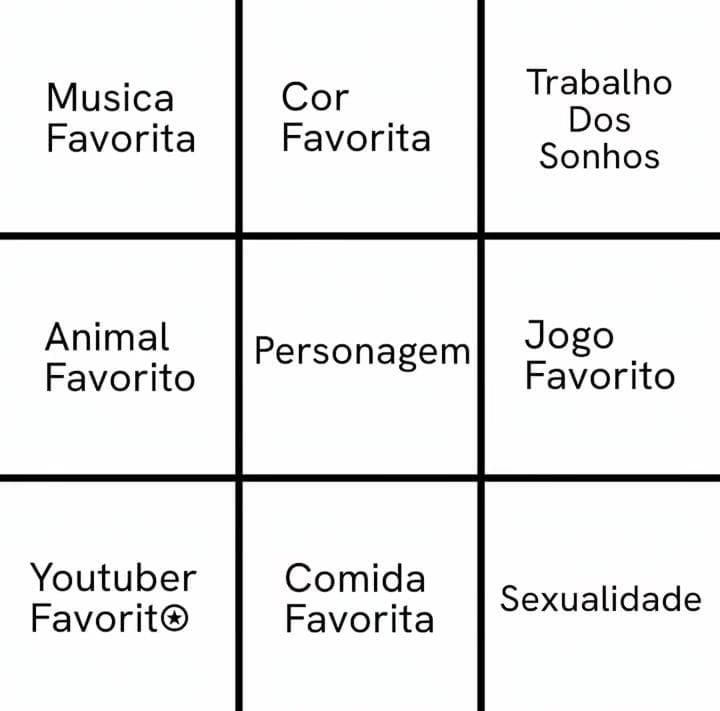 Musica
Favorita
Cor
Favorita
Trabalho
Dos
Sonhos
Animal
Favorito
Personagem
Jogo
Favorito
Youtuber
Favorit✪
Comida
Favorita
Sexualidade